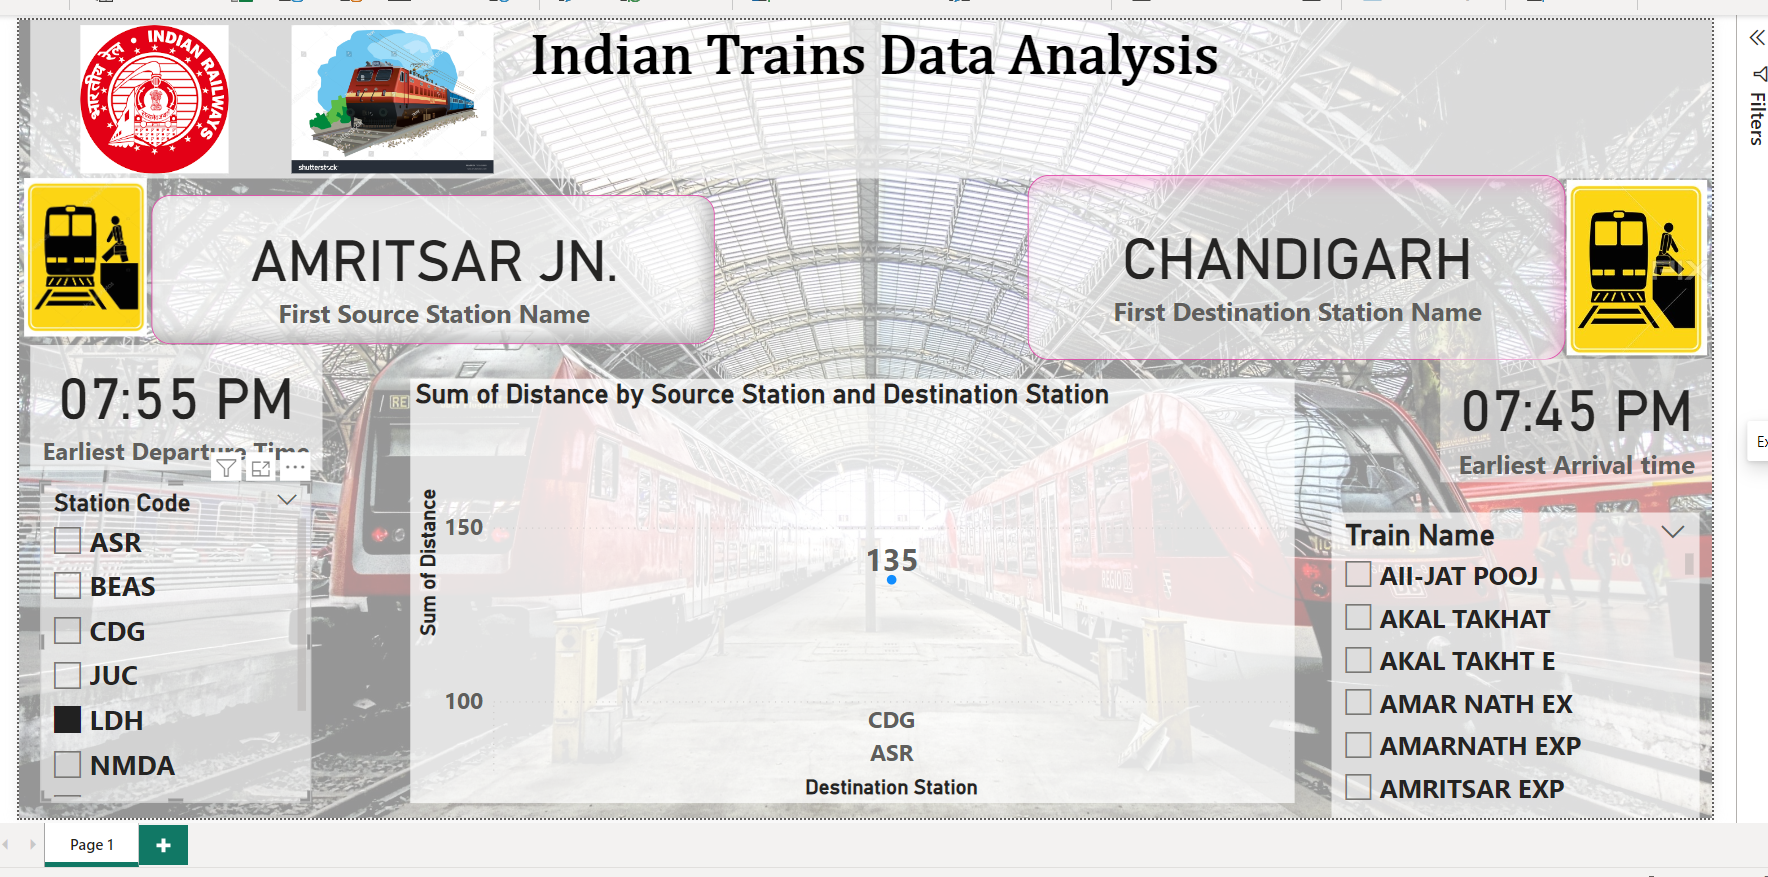 Indian Trains Data Analysis
भारतीय रेल
INDIAN RAILWAYS
shutterstock
AMRITSAR JN.
First Source Station Name
CHANDIGARH
First Destination Station Name
07:55 PM
Earliest Departure Time
07:45 PM
Earliest Arrival time
Station Code
ASR
BEAS
CDG
JUC
LDH
NMDA
Sum of Distance by Source Station and Destination Station
Sum of Distance
150
135
100
CDG
ASR
Destination Station
Train Name
AII-JAT POOJ
AKAL TAKHAT
AKAL TAKHT E
AMAR NATH EX
AMARNATH EXP
AMRITSAR EXP
Filters
Ex
Page 1